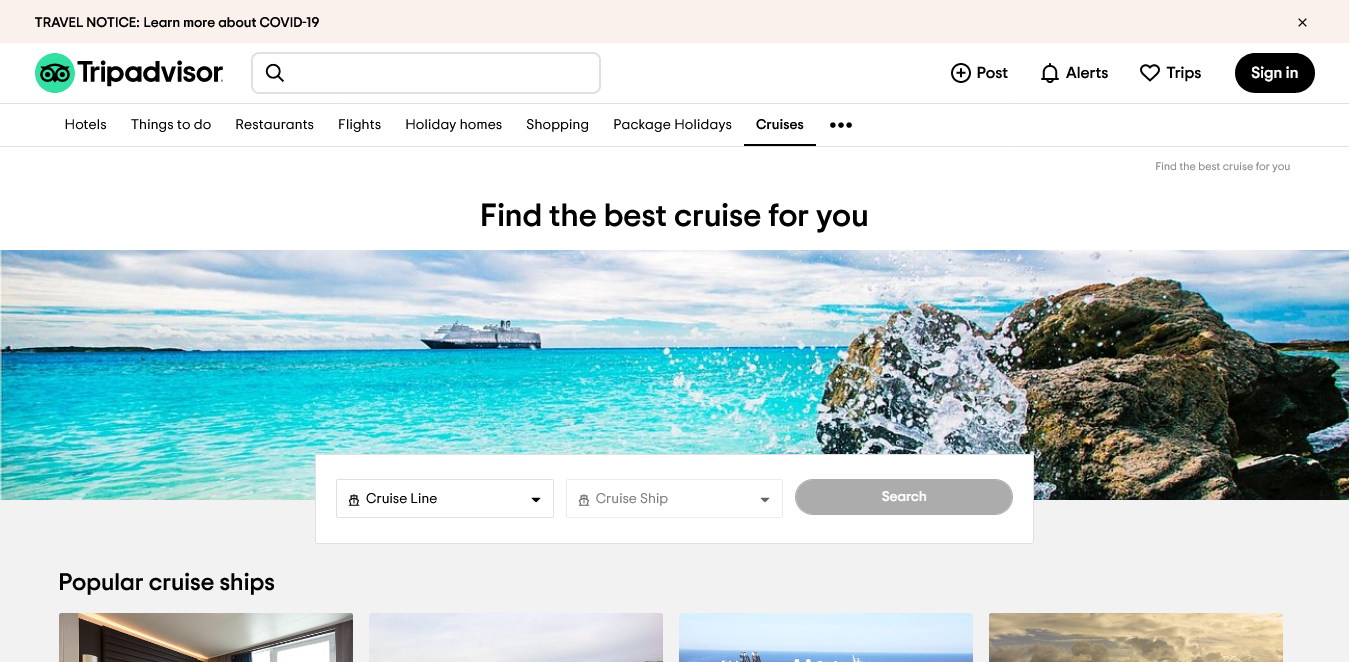 TRAVEL NOTICE: Learn more about COVID-19
Tripadvisor
Post
Alerts
Trips
Sign in
Hotels
Things to do
Restaurants
Flights
Holiday homes
Shopping
Package Holidays
Cruises
Find the best cruise for you
Find the best cruise for you
Cruise Line
Cruise Ship
Search
Popular cruise ships